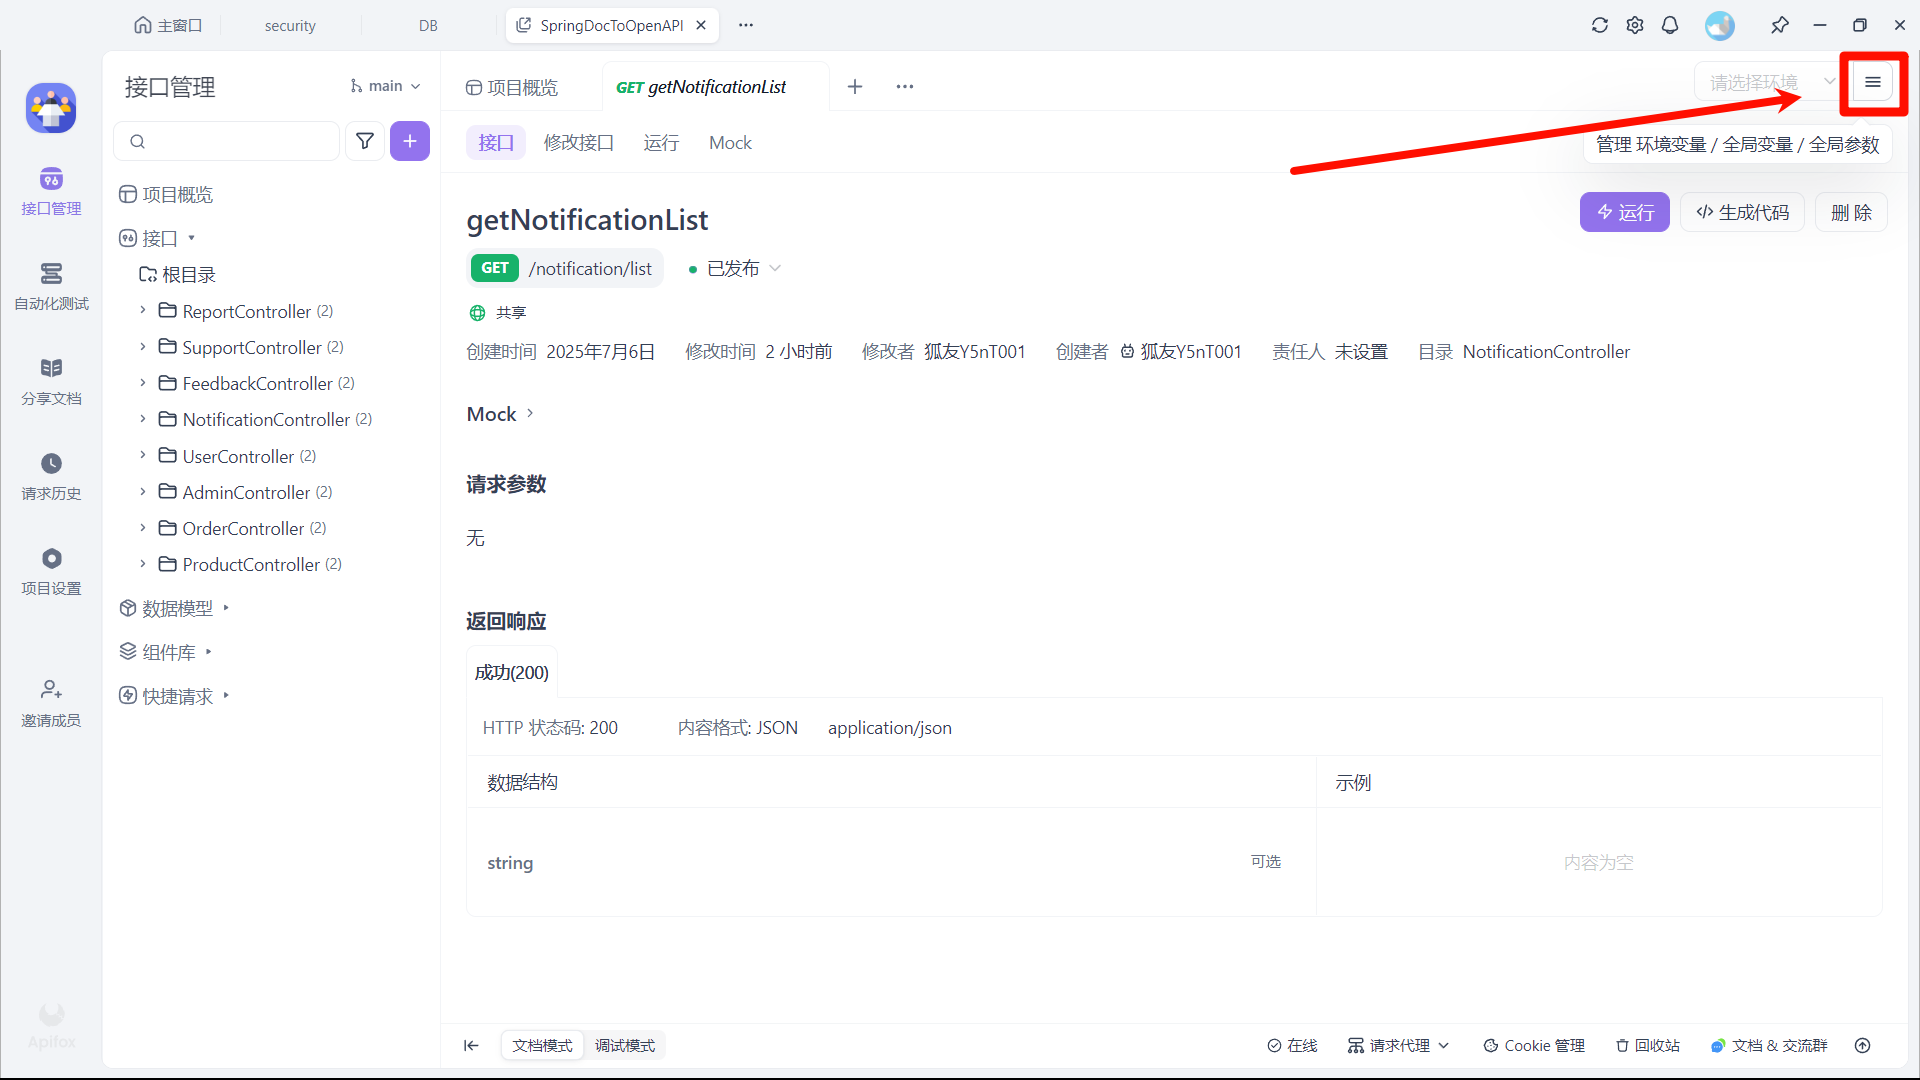 主窗口
security
DB
SpringDocToOpenAPI
接口管理
main
项目概览
GET getNotificationList
请选择环境
管理 环境变量 / 全局变量 / 全局参数
接口
修改接口
运行
Mock
接口管理
自动化测试
分享文档
请求历史
项目设置
邀请成员
Apifox
项目概览
接口
根目录
ReportController (2)
SupportController (2)
FeedbackController (2)
NotificationController (2)
UserController (2)
AdminController (2)
OrderController (2)
ProductController (2)
数据模型
组件库
快捷请求
getNotificationList
运行
生成代码
删 除
GET /notification/list
已发布
共享
创建时间 2025年7月6日 修改时间 2 小时前 修改者 狐友Y5nT001 创建者 狐友Y5nT001 责任人 未设置 目录 NotificationController
Mock
请求参数
无
返回响应
成功(200)
HTTP 状态码: 200 内容格式: JSON application/json
数据结构
示例
string
可选
内容为空
文档模式
调试模式
在线
请求代理
Cookie 管理
回收站
文档 & 交流群